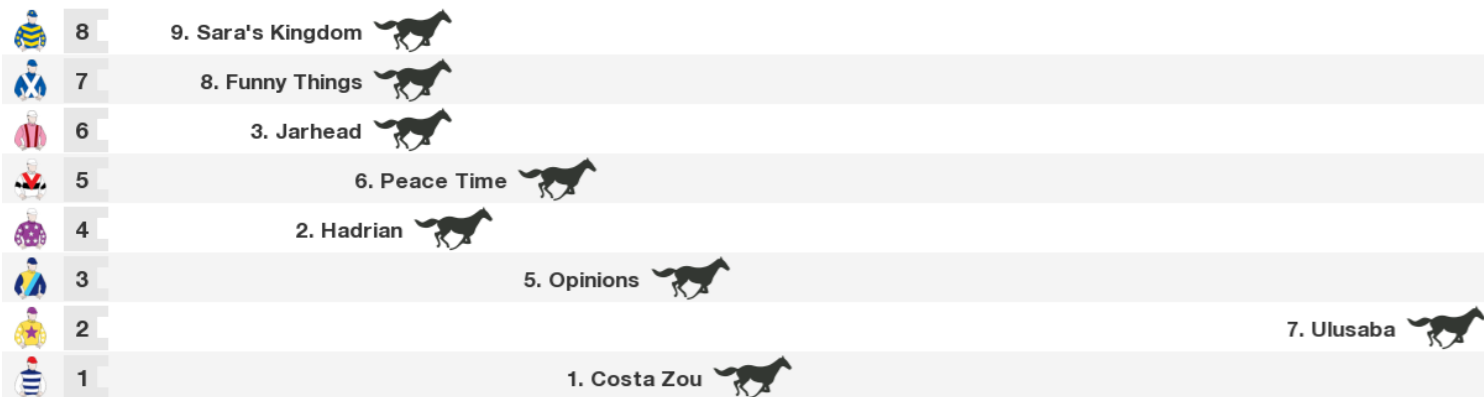 8 9. Sara's Kingdom
7 8. Funny Things
6 3. Jarhead
5 6. Peace Time
4 2. Hadrian
3 5. Opinions
2 7. Ulusaba
1 1. Costa Zou